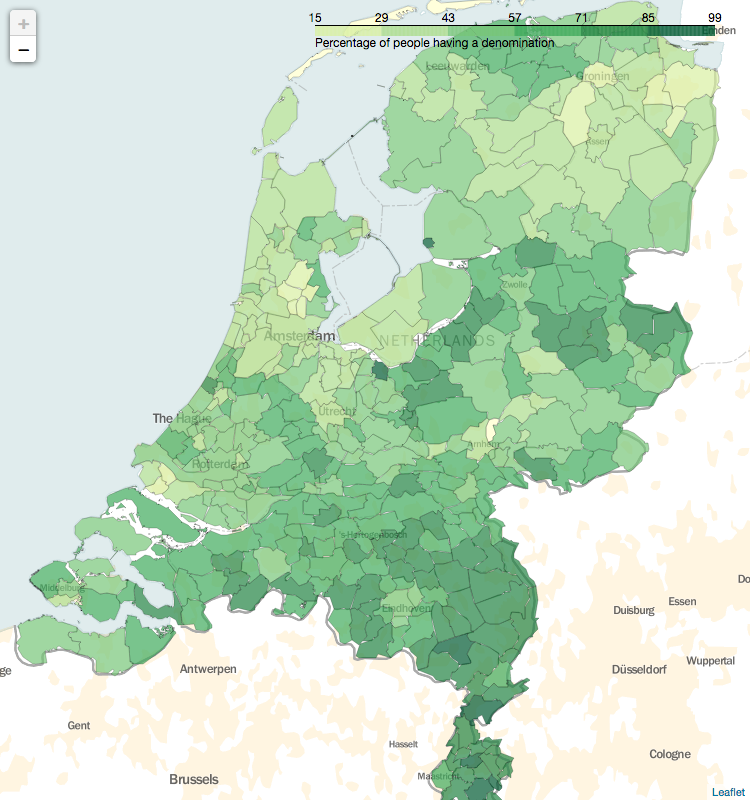 +
−
15 29 43 57 71 85 99
Emden
Percentage of people having a denomination
Leeuwarden
Groningen
Assen
Zwolle
Amsterdam
NETHERLANDS
The Hague
Utrecht
Arnhem
Rotterdam
's-Hertogenbosch
Middelburg
Eindhoven
Do
Duisburg
Essen
ge
Antwerpen
Düsseldorf
Wuppertal
Gent
Hasselt
Cologne
Brussels
Maastricht
Leaflet